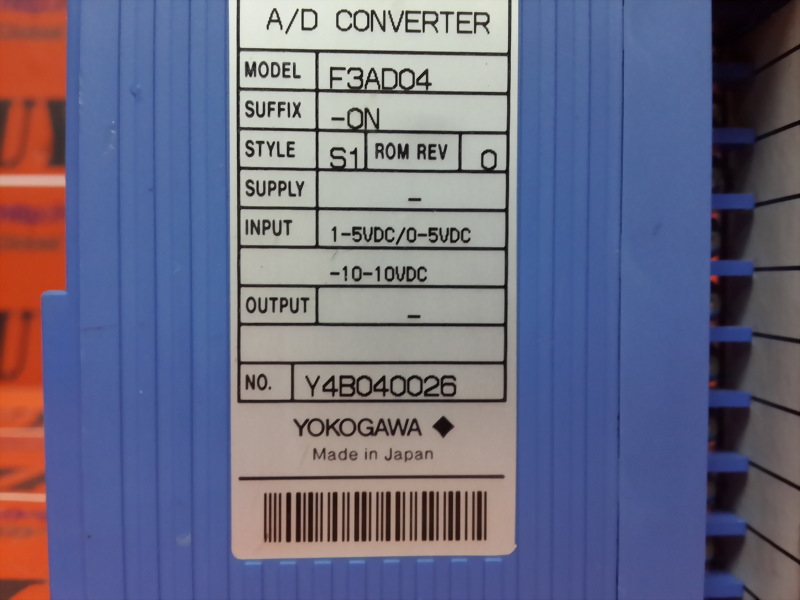 A/D CONVERTER
MODEL F3AD04
SUFFIX -0N
STYLE S1 ROM REV 0
SUPPLY –
INPUT 1-5VDC/0-5VDC
-10-10VDC
OUTPUT –
NO. Y4B040026
YOKOGAWA
Made in Japan